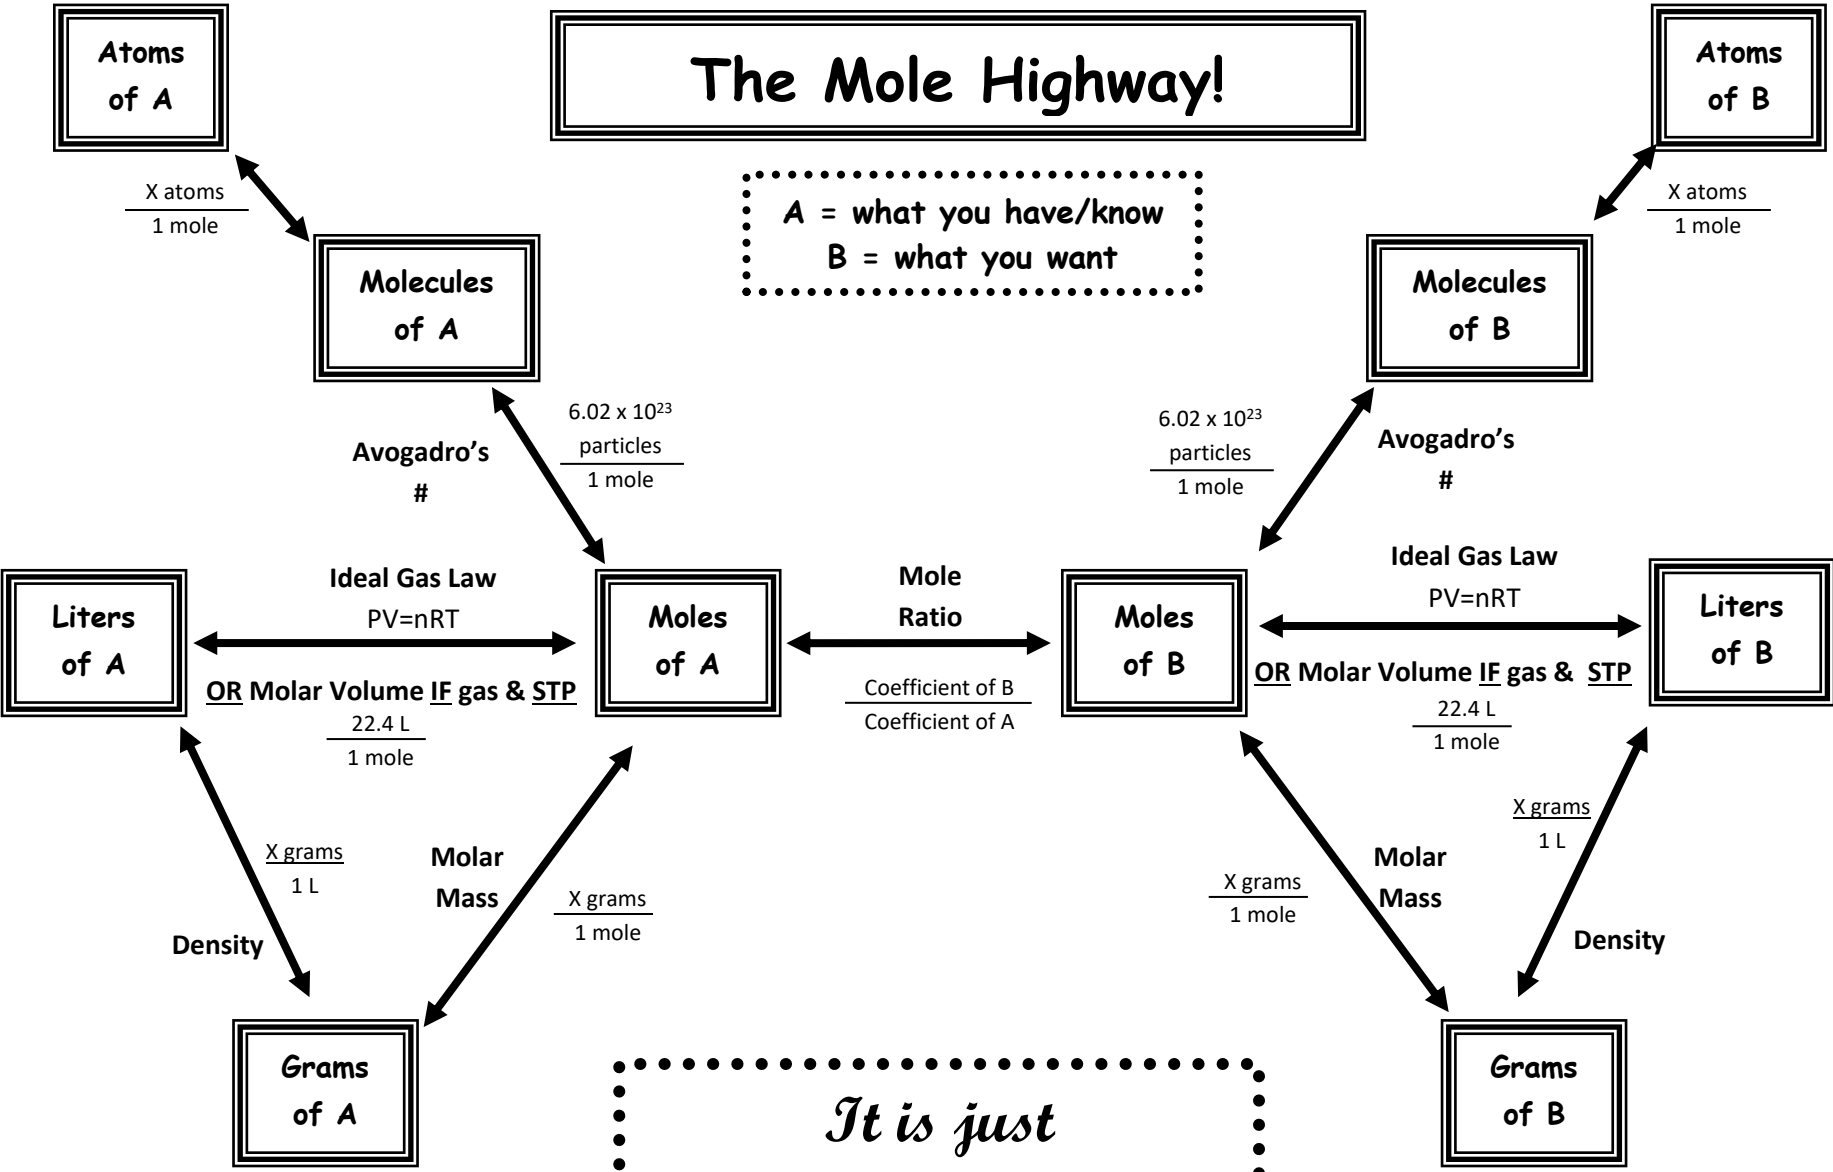 Atoms
of A
The Mole Highway!
Atoms
of B
X atoms
1 mole
A = what you have/know
B = what you want
X atoms
1 mole
Molecules
of A
Molecules
of B
Avogadro’s
#
6.02 x 10²³
particles
1 mole
6.02 x 10²³
particles
1 mole
Avogadro’s
#
Liters
of A
Ideal Gas Law
PV=nRT
OR Molar Volume IF gas & STP
22.4 L
1 mole
Moles
of A
Mole
Ratio
Coefficient of B
Coefficient of A
Moles
of B
Ideal Gas Law
PV=nRT
OR Molar Volume IF gas & STP
22.4 L
1 mole
Liters
of B
X grams
1 L
Density
Molar
Mass
X grams
1 mole
X grams
1 mole
Molar
Mass
X grams
1 L
Density
Grams
of A
It is just
Grams
of B